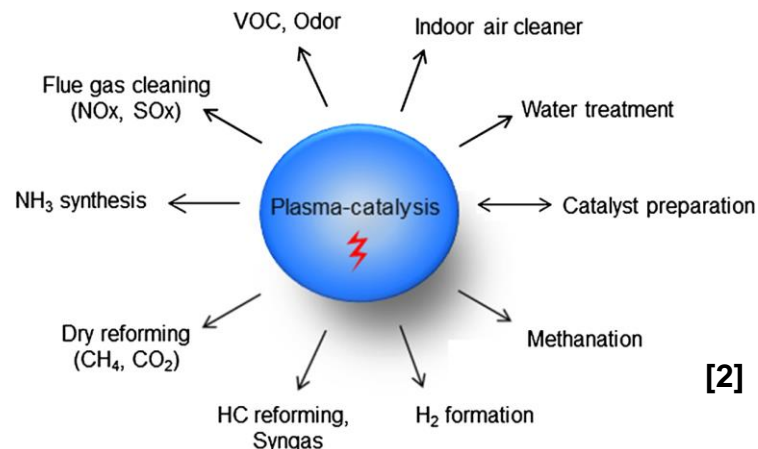 VOC, Odor
Indoor air cleaner
Flue gas cleaning
(NOx, SOx)
Water treatment
NH₃ synthesis
Plasma-catalysis
Catalyst preparation
Dry reforming
(CH₄, CO₂)
Methanation
[2]
HC reforming,
Syngas
H₂ formation